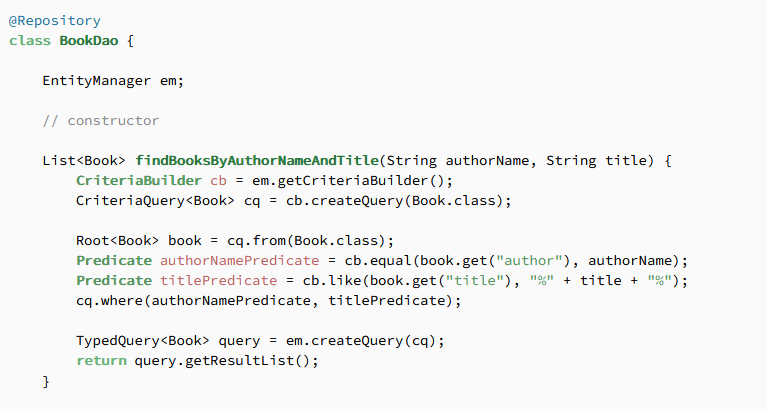 @Repository
class BookDao {
EntityManager em;
// constructor
List<Book> findBooksByAuthorNameAndTitle(String authorName, String title) {
CriteriaBuilder cb = em.getCriteriaBuilder();
CriteriaQuery<Book> cq = cb.createQuery(Book.class);
Root<Book> book = cq.from(Book.class);
Predicate authorNamePredicate = cb.equal(book.get("author"), authorName);
Predicate titlePredicate = cb.like(book.get("title"), "%" + title + "%");
cq.where(authorNamePredicate, titlePredicate);
TypedQuery<Book> query = em.createQuery(cq);
return query.getResultList();
}